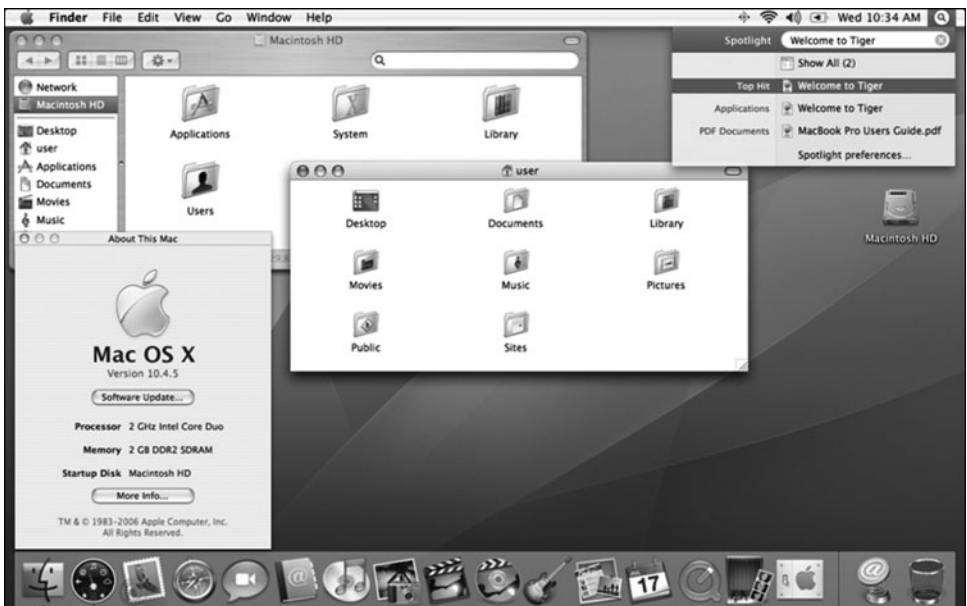 Finder File Edit View Go Window Help
Wed 10:34 AM
Macintosh HD
Network
Macintosh HD
Desktop
user
Applications
Documents
Movies
Music
Applications
System
Library
Users
Spotlight Welcome to Tiger
Show All (2)
Top Hit Welcome to Tiger
Applications Welcome to Tiger
PDF Documents MacBook Pro Users Guide.pdf
Spotlight preferences...
Macintosh HD
user
Desktop
Documents
Library
Movies
Music
Pictures
Public
Sites
About This Mac
Mac OS X
Version 10.4.5
Software Update...
Processor 2 GHz Intel Core Duo
Memory 2 GB DDR2 SDRAM
Startup Disk Macintosh HD
More Info...
TM & © 1983–2006 Apple Computer, Inc.
All Rights Reserved.
17